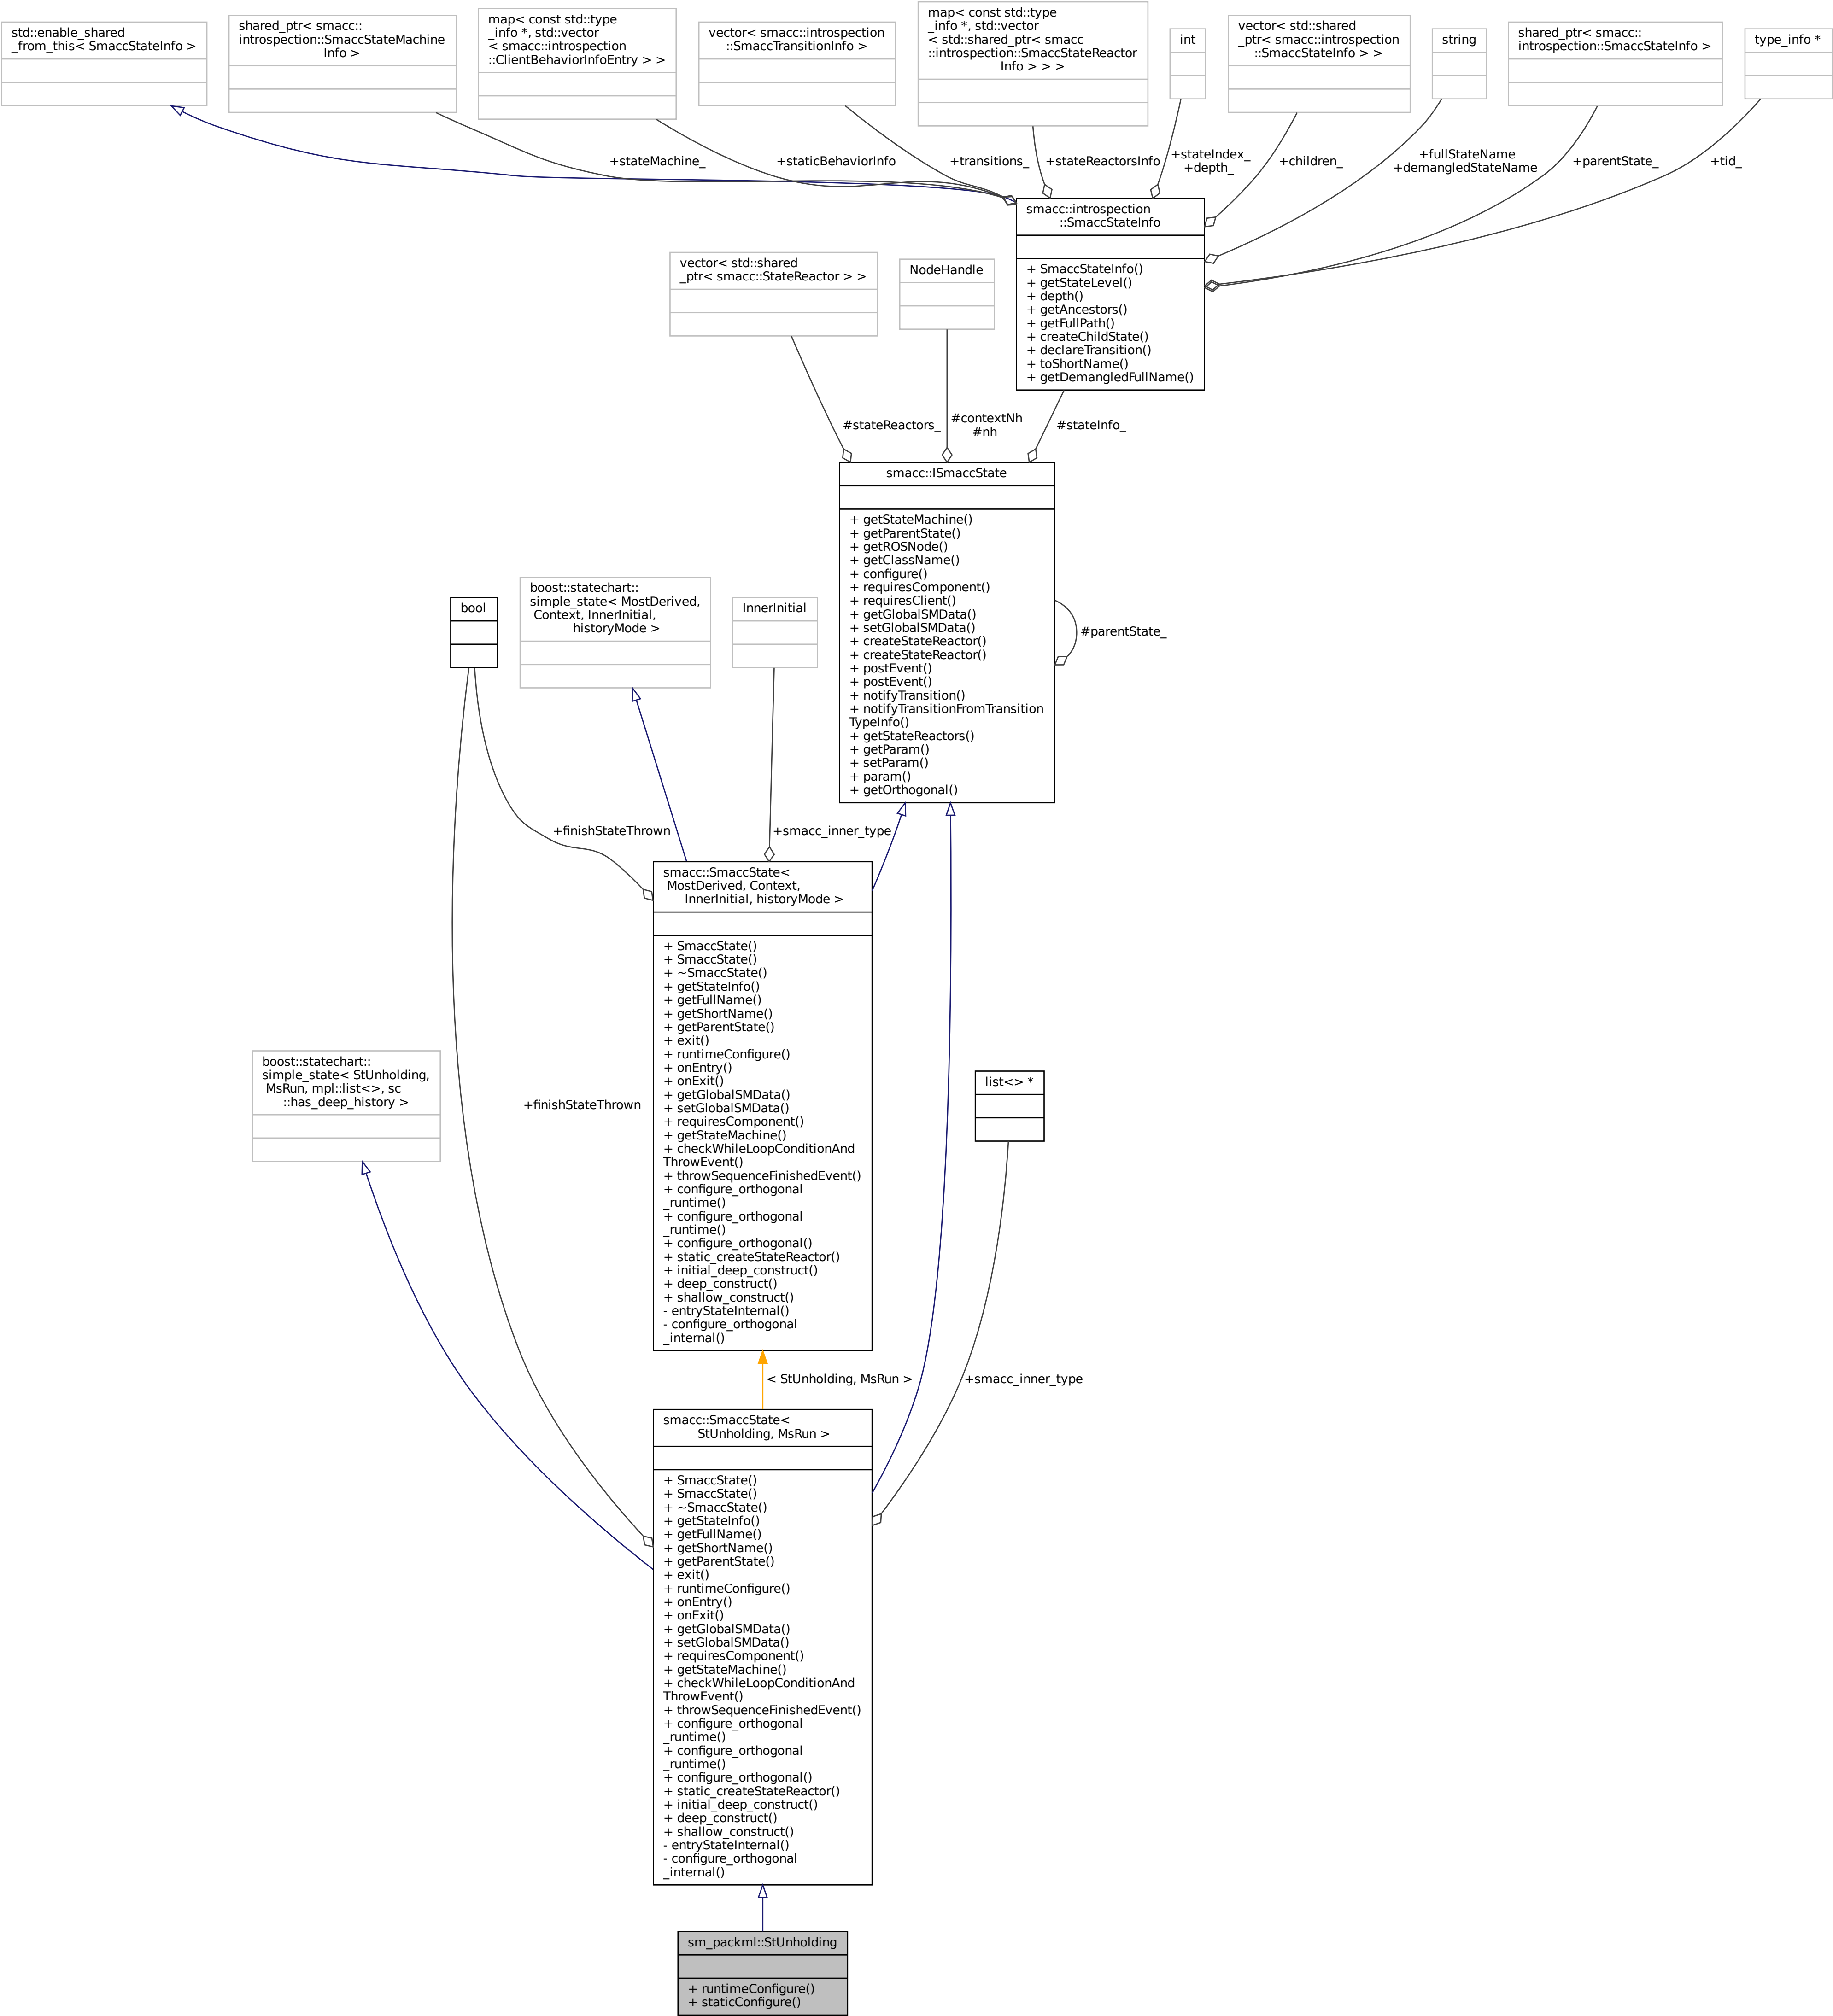 std::enable_shared
_from_this< SmaccStateInfo >
shared_ptr< smacc::
introspection::SmaccStateMachine
Info >
map< const std::type
_info *, std::vector
< smacc::introspection
::ClientBehaviorInfoEntry > >
vector< smacc::introspection
::SmaccTransitionInfo >
map< const std::type
_info *, std::vector
< std::shared_ptr< smacc
::introspection::SmaccStateReactor
Info > > >
int
vector< std::shared
_ptr< smacc::introspection
::SmaccStateInfo > >
string
shared_ptr< smacc::
introspection::SmaccStateInfo >
type_info *
+stateMachine_
+staticBehaviorInfo
+transitions_
+stateReactorsInfo
+stateIndex_
+depth_
+children_
+fullStateName
+demangledStateName
+parentState_
+tid_
smacc::introspection
::SmaccStateInfo
+ SmaccStateInfo()
+ getStateLevel()
+ depth()
+ getAncestors()
+ getFullPath()
+ createChildState()
+ declareTransition()
+ toShortName()
+ getDemangledFullName()
vector< std::shared
_ptr< smacc::StateReactor > >
NodeHandle
#stateReactors_
#contextNh
#nh
#stateInfo_
smacc::ISmaccState
+ getStateMachine()
+ getParentState()
+ getROSNode()
+ getClassName()
+ configure()
+ requiresComponent()
+ requiresClient()
+ getGlobalSMData()
+ setGlobalSMData()
+ createStateReactor()
+ createStateReactor()
+ postEvent()
+ postEvent()
+ notifyTransition()
+ notifyTransitionFromTransition
TypeInfo()
+ getStateReactors()
+ getParam()
+ setParam()
+ param()
+ getOrthogonal()
#parentState_
bool
boost::statechart::
simple_state< MostDerived,
Context, InnerInitial,
historyMode >
InnerInitial
+finishStateThrown
+smacc_inner_type
smacc::SmaccState<
MostDerived, Context,
InnerInitial, historyMode >
+ SmaccState()
+ SmaccState()
+ ~SmaccState()
+ getStateInfo()
+ getFullName()
+ getShortName()
+ getParentState()
+ exit()
+ runtimeConfigure()
+ onEntry()
+ onExit()
+ getGlobalSMData()
+ setGlobalSMData()
+ requiresComponent()
+ getStateMachine()
+ checkWhileLoopConditionAnd
ThrowEvent()
+ throwSequenceFinishedEvent()
+ configure_orthogonal
_runtime()
+ configure_orthogonal
_runtime()
+ configure_orthogonal()
+ static_createStateReactor()
+ initial_deep_construct()
+ deep_construct()
+ shallow_construct()
- entryStateInternal()
- configure_orthogonal
_internal()
boost::statechart::
simple_state< StUnholding,
MsRun, mpl::list<>, sc
::has_deep_history >
+finishStateThrown
list<> *
< StUnholding, MsRun >
+smacc_inner_type
smacc::SmaccState<
StUnholding, MsRun >
+ SmaccState()
+ SmaccState()
+ ~SmaccState()
+ getStateInfo()
+ getFullName()
+ getShortName()
+ getParentState()
+ exit()
+ runtimeConfigure()
+ onEntry()
+ onExit()
+ getGlobalSMData()
+ setGlobalSMData()
+ requiresComponent()
+ getStateMachine()
+ checkWhileLoopConditionAnd
ThrowEvent()
+ throwSequenceFinishedEvent()
+ configure_orthogonal
_runtime()
+ configure_orthogonal
_runtime()
+ configure_orthogonal()
+ static_createStateReactor()
+ initial_deep_construct()
+ deep_construct()
+ shallow_construct()
- entryStateInternal()
- configure_orthogonal
_internal()
sm_packml::StUnholding
+ runtimeConfigure()
+ staticConfigure()